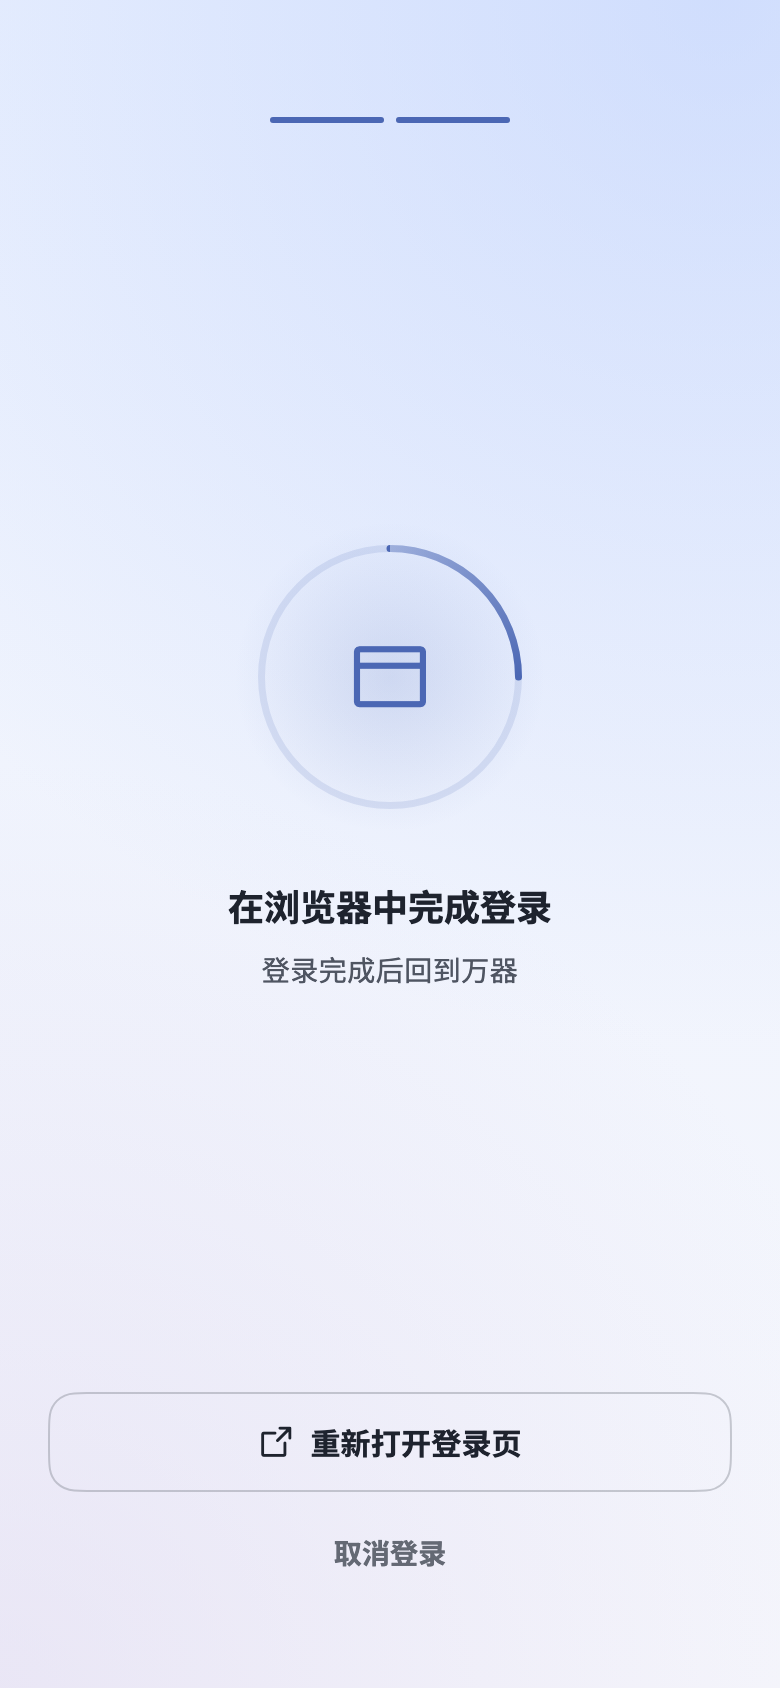 在浏览器中完成登录
登录完成后回到万器
重新打开登录页
取消登录